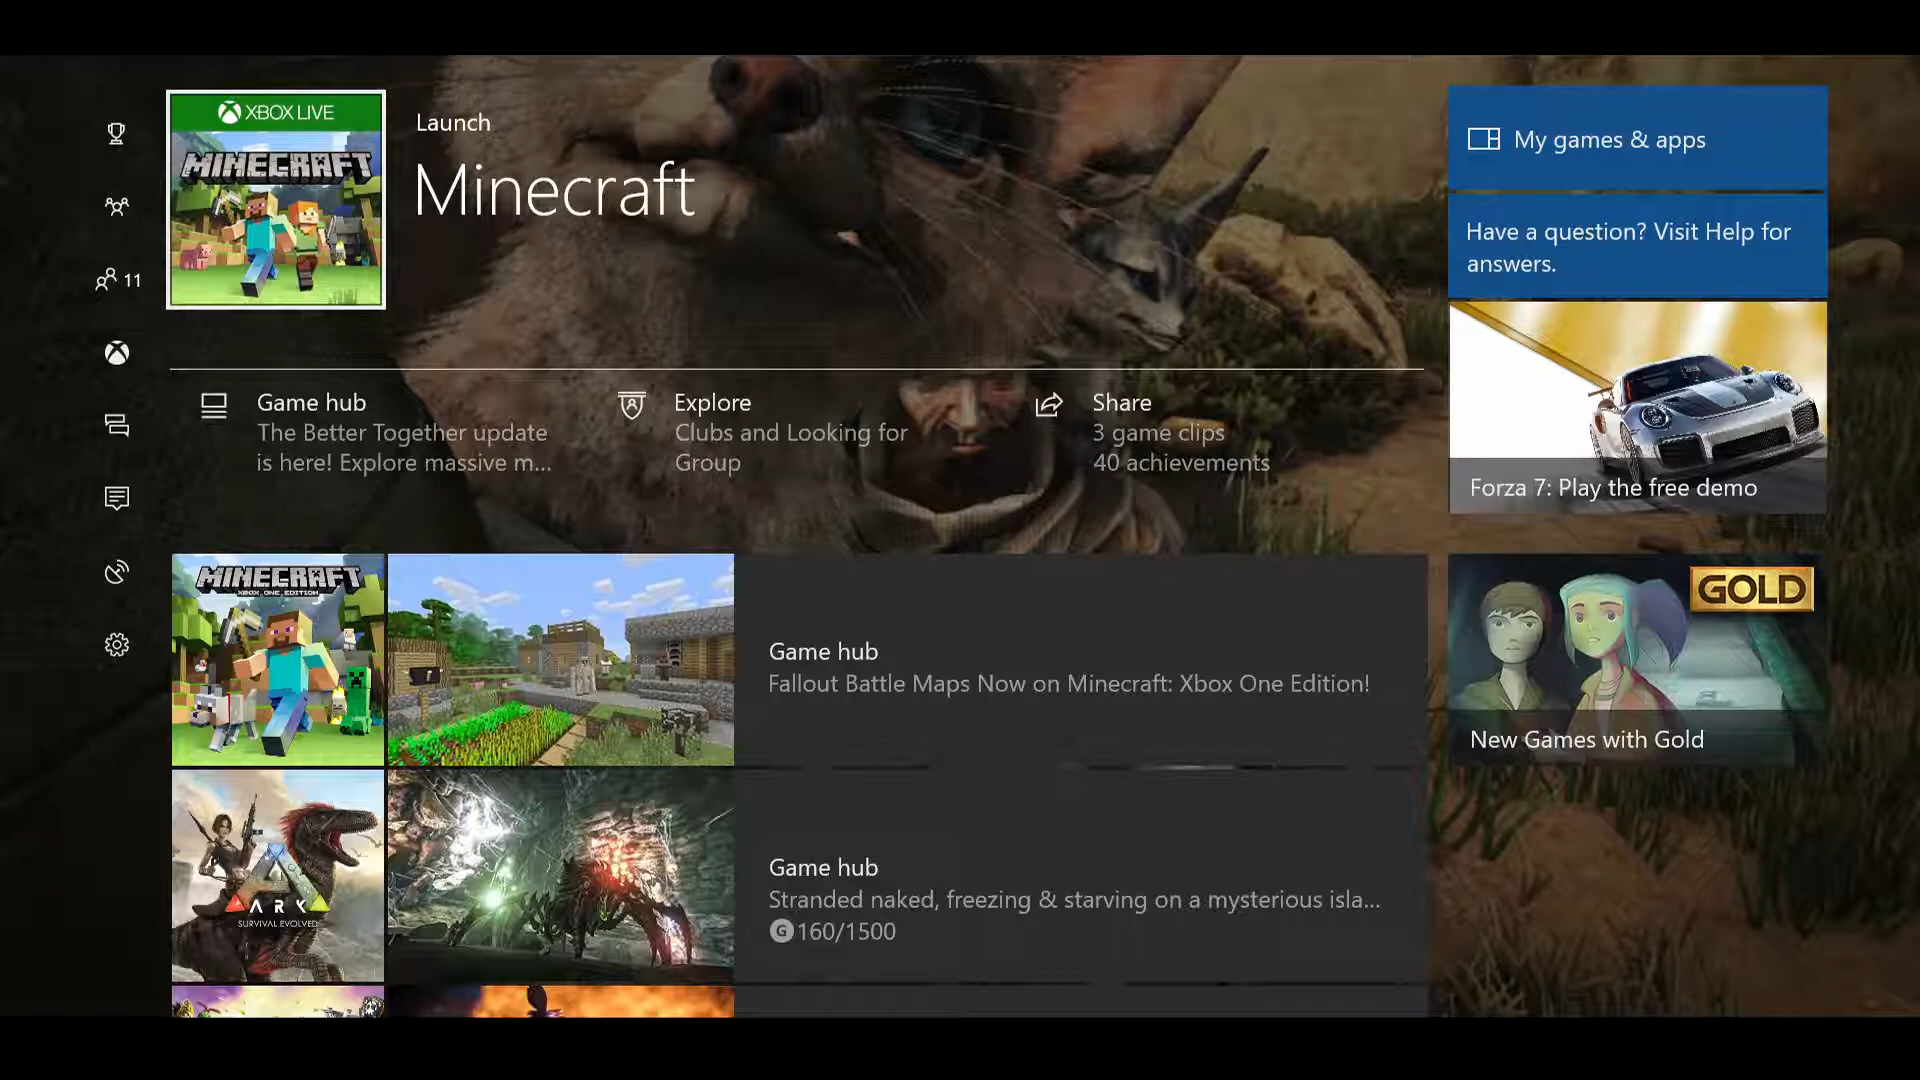 XBOX LIVE
MINECRAFT
Launch
Minecraft
11
Game hub
The Better Together update
is here! Explore massive m...
Explore
Clubs and Looking for
Group
Share
3 game clips
40 achievements
My games & apps
Have a question? Visit Help for
answers.
Forza 7: Play the free demo
MINECRAFT
XBOX ONE EDITION
Game hub
Fallout Battle Maps Now on Minecraft: Xbox One Edition!
ARK
SURVIVAL EVOLVED
Game hub
Stranded naked, freezing & starving on a mysterious isla...
G 160/1500
GOLD
New Games with Gold